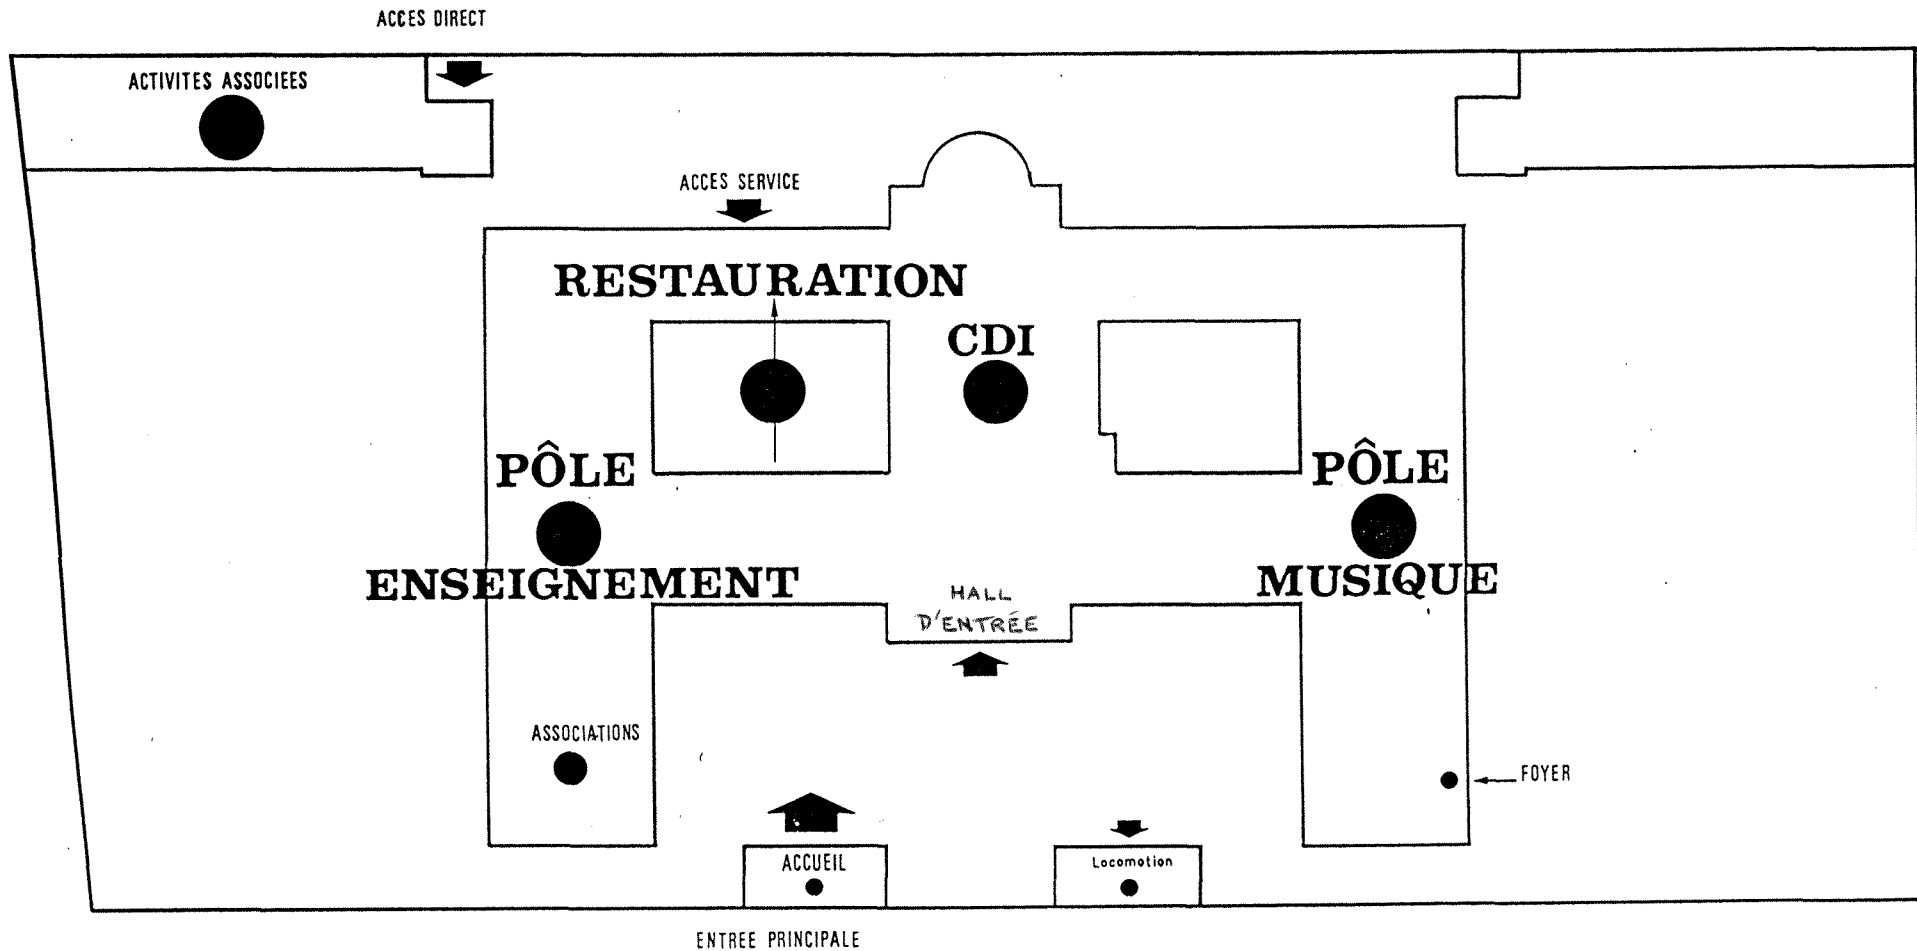 ACCES DIRECT
ACTIVITES ASSOCIEES
ACCES SERVICE
RESTAURATION
CDI
PÔLE
ENSEIGNEMENT
PÔLE
MUSIQUE
HALL
D'ENTRÉE
ASSOCIATIONS
FOYER
ACCUEIL
Locomotion
ENTREE PRINCIPALE